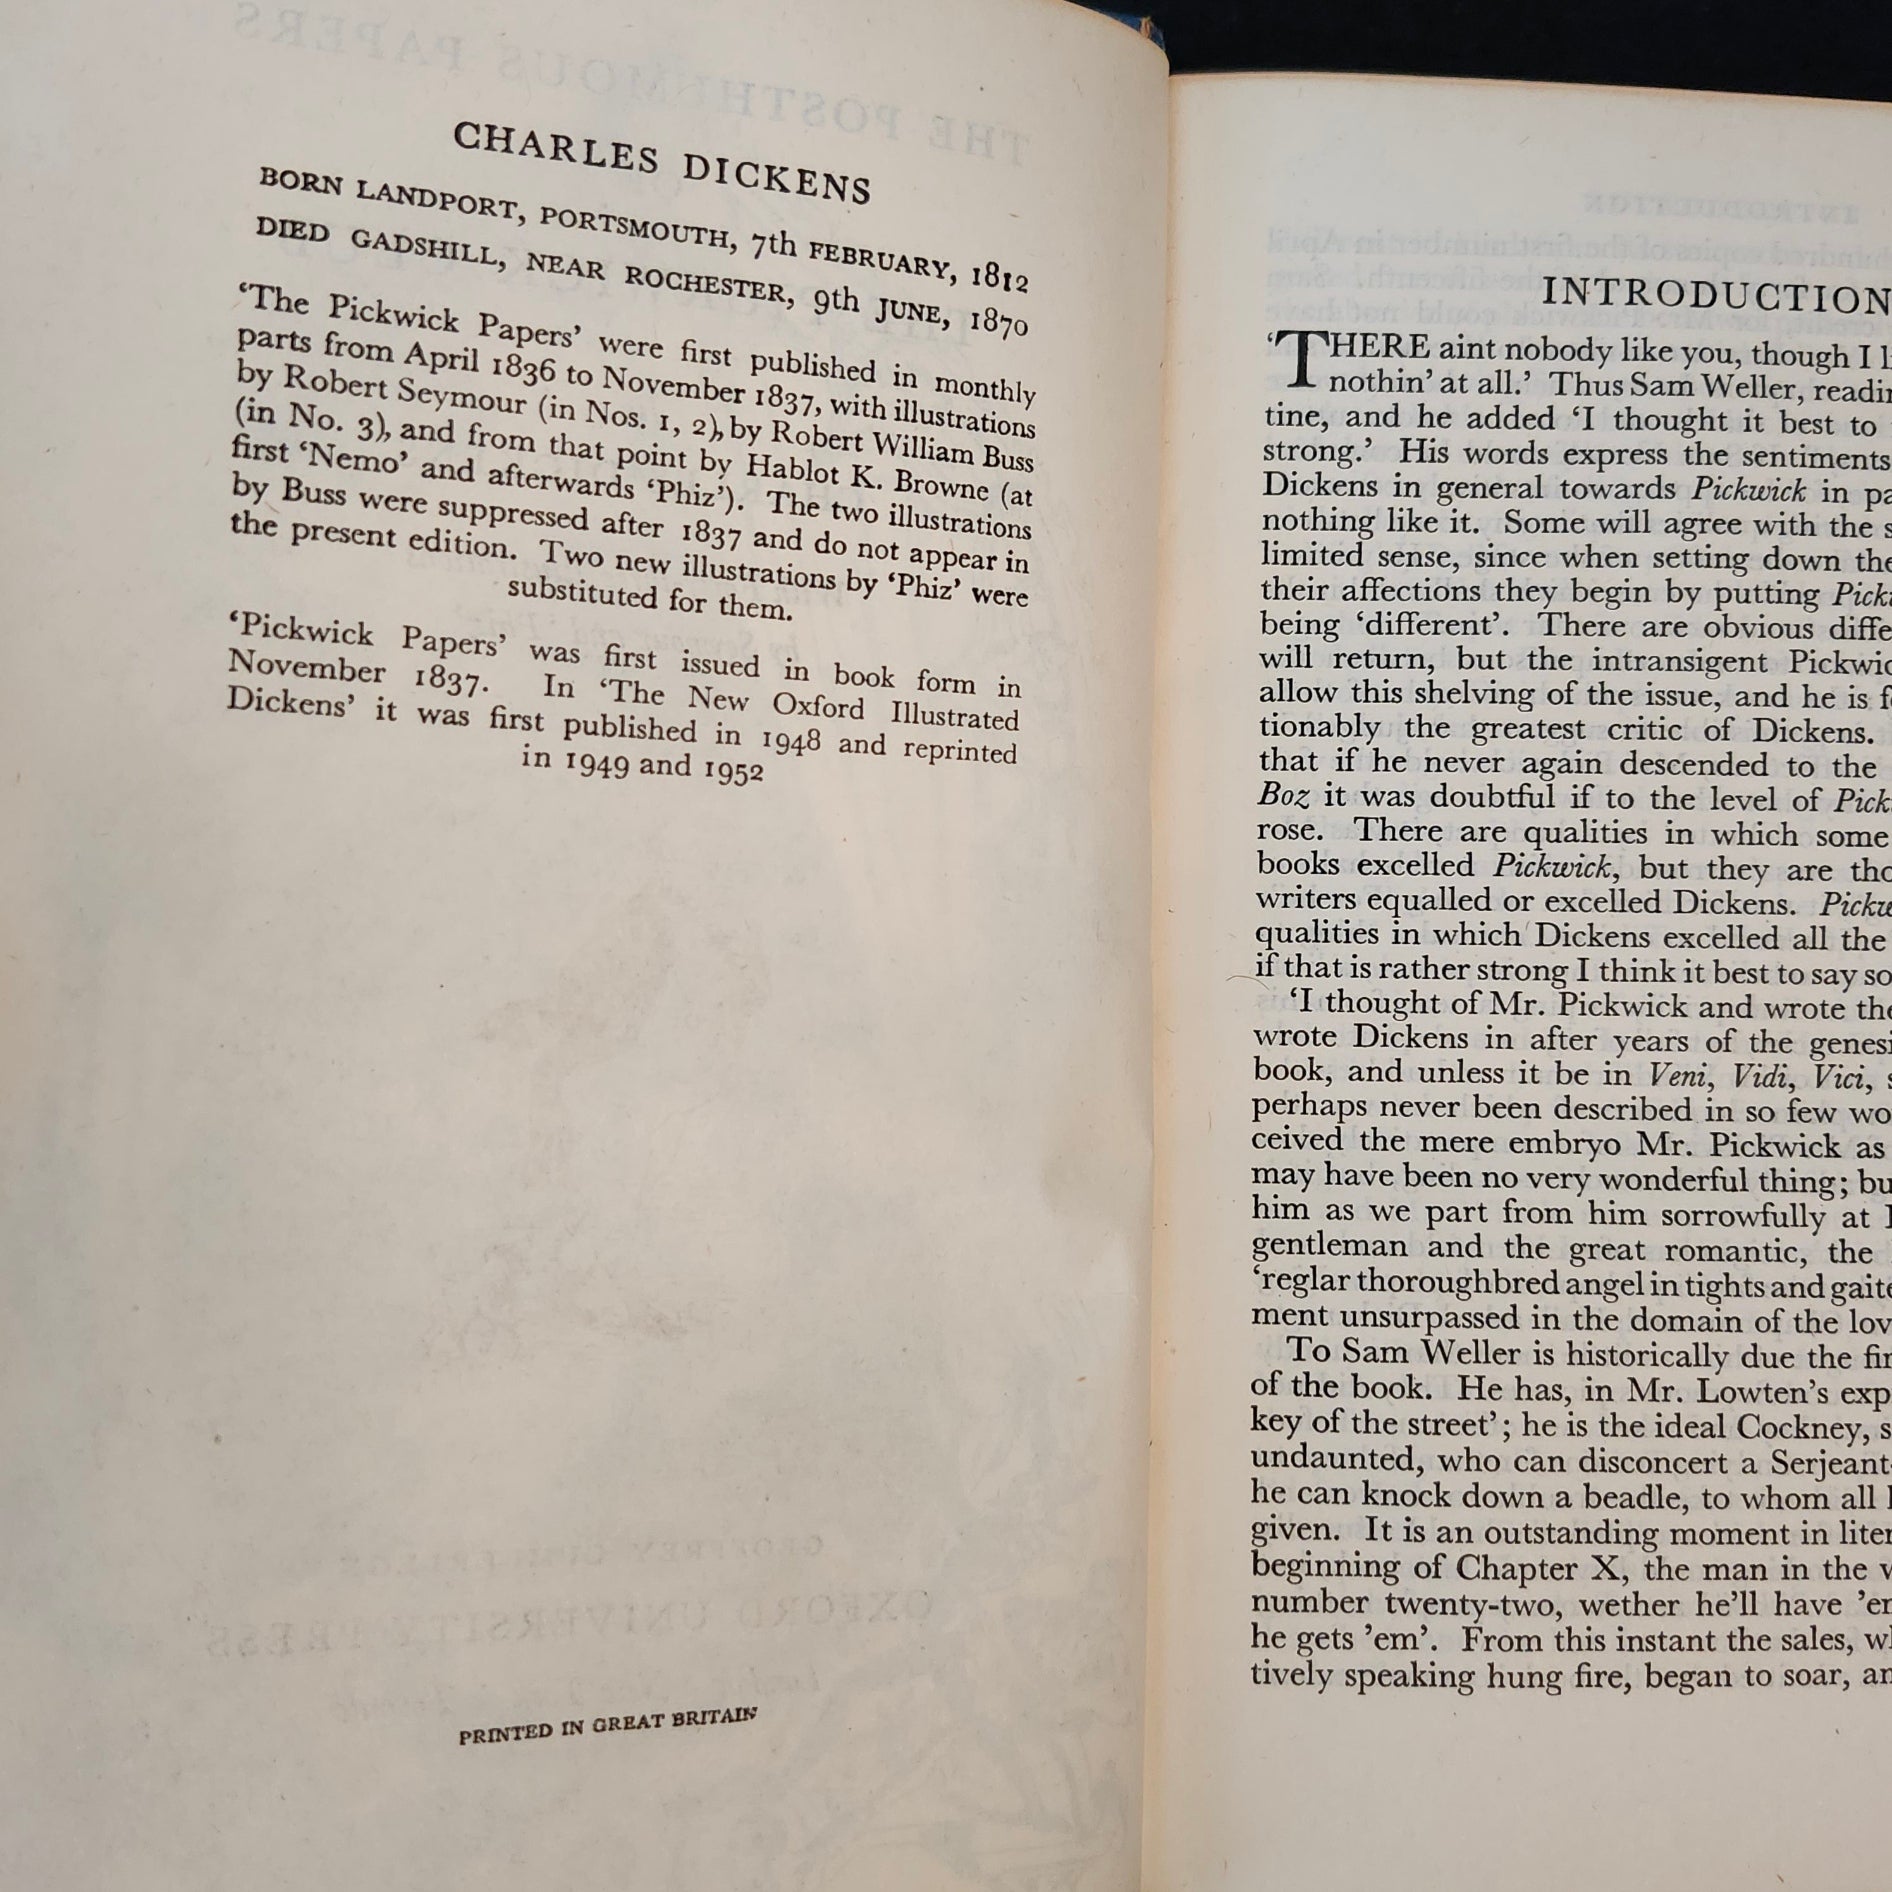 CHARLES DICKENS
BORN LANDPORT, PORTSMOUTH, 7th FEBRUARY, 1812
DIED GADSHILL, NEAR ROCHESTER, 9th JUNE, 1870
‘The Pickwick Papers’ were first published in monthly
parts from April 1836 to November 1837, with illustrations
by Robert Seymour (in Nos. 1, 2), by Robert William Buss
(in No. 3), and from that point by Hablot K. Browne (at
first ‘Nemo’ and afterwards ‘Phiz’). The two illustrations
by Buss were suppressed after 1837 and do not appear in
the present edition. Two new illustrations by ‘Phiz’ were
substituted for them.
‘Pickwick Papers’ was first issued in book form in
November 1837. In ‘The New Oxford Illustrated
Dickens’ it was first published in 1948 and reprinted
in 1949 and 1952
PRINTED IN GREAT BRITAIN
INTRODUCTION
‘THERE aint nobody like you, though I
nothin’ at all.’ Thus Sam Weller,
tine, and he added ‘I thought it best to
strong.’ His words express the sentiments
Dickens in general towards Pickwick in
nothing like it. Some will agree with the
limited sense, since when setting down
their affections they begin by putting
being ‘different’. There are obvious
will return, but the intransigent
allow this shelving of the issue, and he is
tionably the greatest critic of Dickens.
that if he never again descended to the
Boz it was doubtful if to the level of
rose. There are qualities in which some
books excelled Pickwick, but they are
writers equalled or excelled Dickens.
qualities in which Dickens excelled all the
if that is rather strong I think it best to say so
‘I thought of Mr. Pickwick and wrote
wrote Dickens in after years of the
book, and unless it be in Veni, Vidi, Vici,
perhaps never been described in so few
ceived the mere embryo Mr. Pickwick as
may have been no very wonderful thing;
him as we part from him sorrowfully at
gentleman and the great romantic, the
‘reglar thoroughbred angel in tights and
ment unsurpassed in the domain of the
To Sam Weller is historically due the
of the book. He has, in Mr. Lowten’s
key of the street’; he is the ideal Cockney,
undaunted, who can disconcert a Serjeant-
he can knock down a beadle, to whom all
given. It is an outstanding moment in
beginning of Chapter X, the man in the
number twenty-two, wether he’ll have
he gets ’em’. From this instant the sales,
tively speaking hung fire, began to soar,